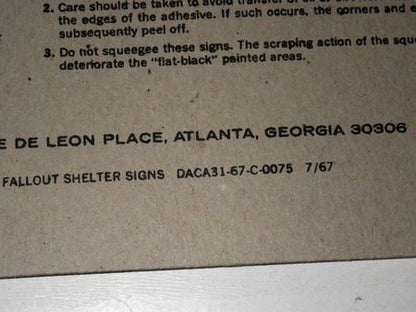 2. Care should be taken to avoid transfer of
the edges of the adhesive. If such occurs, the corners and e
subsequently peel off.
3. Do not squeegee these signs. The scraping action of the sque
deteriorate the "flat-black" painted areas.
E DE LEON PLACE, ATLANTA, GEORGIA 30306
FALLOUT SHELTER SIGNS DACA31-67-C-0075 7/67